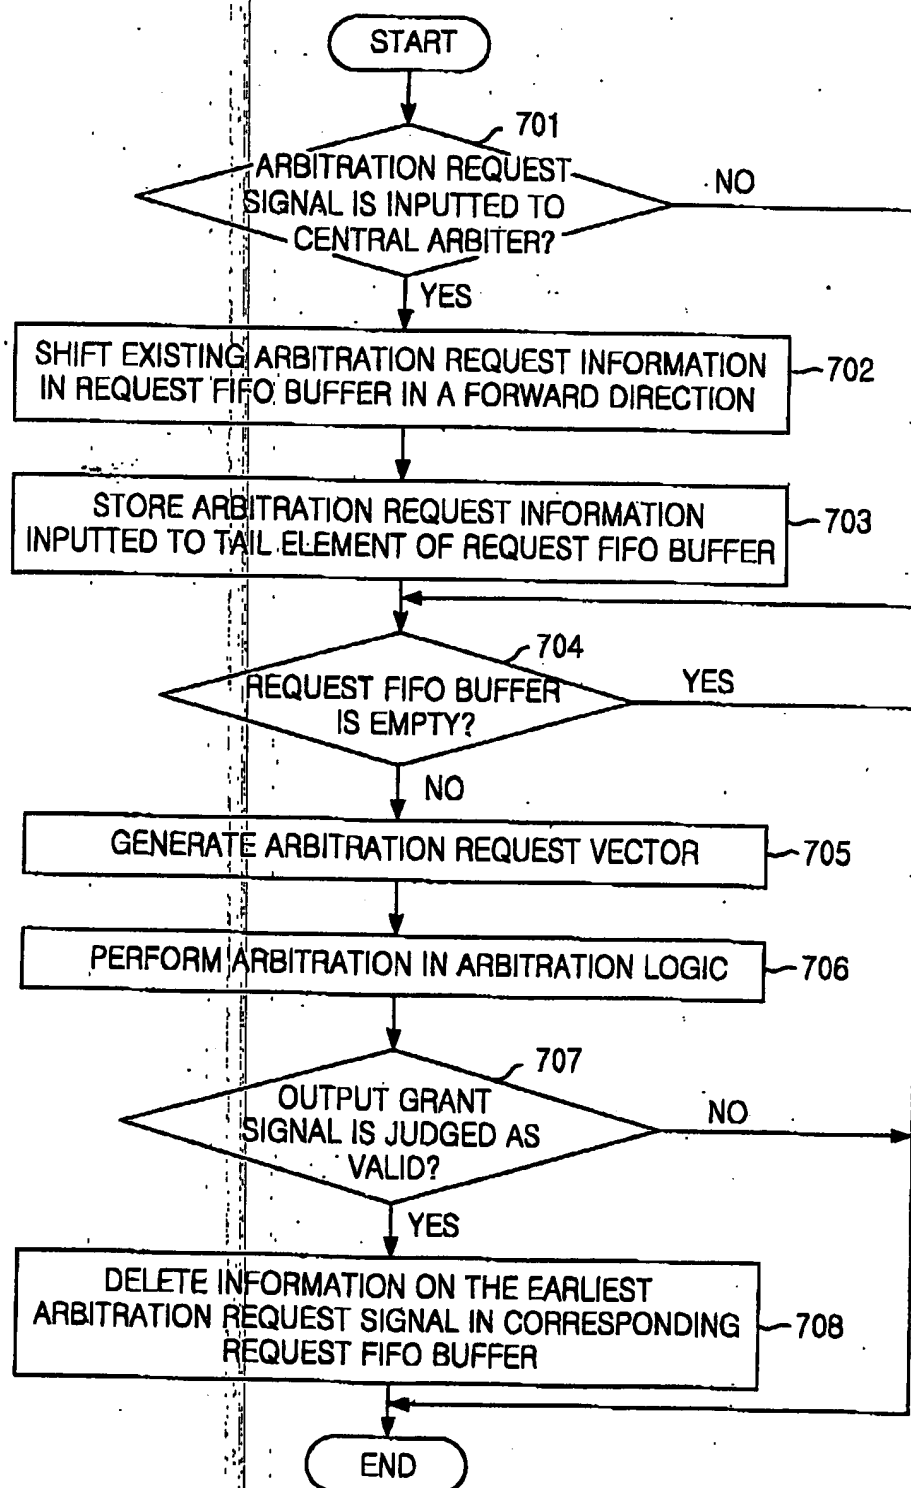 START
701
ARBITRATION REQUEST
SIGNAL IS INPUTTED TO
CENTRAL ARBITER?
NO
YES
SHIFT EXISTING ARBITRATION REQUEST INFORMATION
IN REQUEST FIFO BUFFER IN A FORWARD DIRECTION
702
STORE ARBITRATION REQUEST INFORMATION
INPUTTED TO TAIL ELEMENT OF REQUEST FIFO BUFFER
703
704
REQUEST FIFO BUFFER
IS EMPTY?
YES
NO
GENERATE ARBITRATION REQUEST VECTOR
705
PERFORM ARBITRATION IN ARBITRATION LOGIC
706
707
OUTPUT GRANT
SIGNAL IS JUDGED AS
VALID?
NO
YES
DELETE INFORMATION ON THE EARLIEST
ARBITRATION REQUEST SIGNAL IN CORRESPONDING
REQUEST FIFO BUFFER
708
END